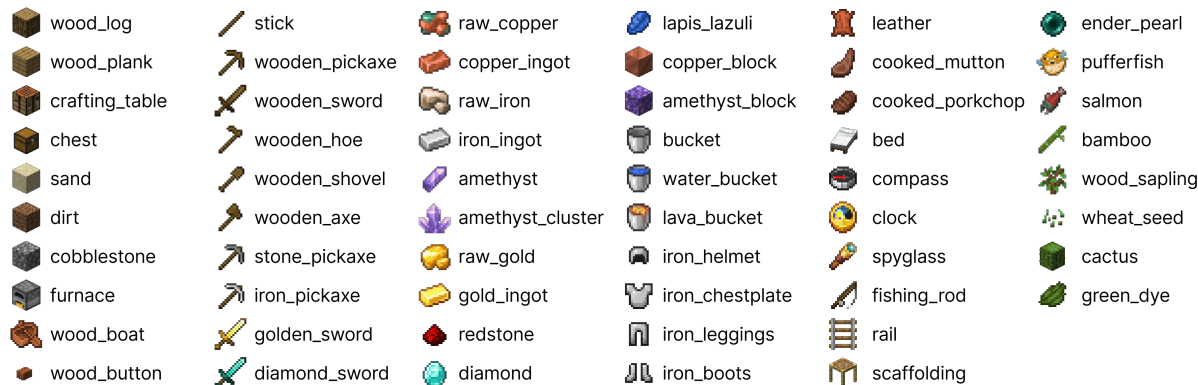 wood_log
wood_plank
crafting_table
chest
sand
dirt
cobblestone
furnace
wood_boat
wood_button
stick
wooden_pickaxe
wooden_sword
wooden_hoe
wooden_shovel
wooden_axe
stone_pickaxe
iron_pickaxe
golden_sword
diamond_sword
raw_copper
copper_ingot
raw_iron
iron_ingot
amethyst
amethyst_cluster
raw_gold
gold_ingot
redstone
diamond
lapis_lazuli
copper_block
amethyst_block
bucket
water_bucket
lava_bucket
iron_helmet
iron_chestplate
iron_leggings
iron_boots
leather
cooked_mutton
cooked_porkchop
bed
compass
clock
spyglass
fishing_rod
rail
scaffolding
ender_pearl
pufferfish
salmon
bamboo
wood_sapling
wheat_seed
cactus
green_dye